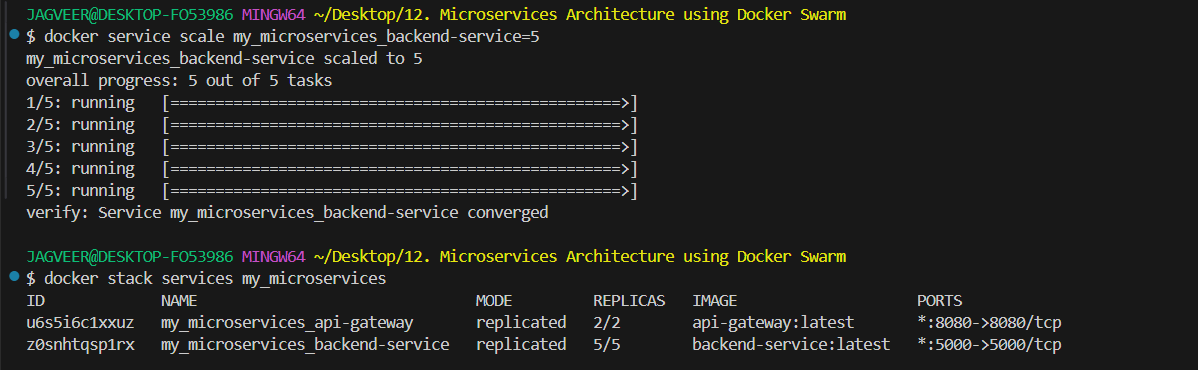 JAGVEER@DESKTOP-FO53986 MINGW64 ~/Desktop/12. Microservices Architecture using Docker Swarm
$ docker service scale my_microservices_backend-service=5
my_microservices_backend-service scaled to 5
overall progress: 5 out of 5 tasks
1/5: running   [==================================================>]
2/5: running   [==================================================>]
3/5: running   [==================================================>]
4/5: running   [==================================================>]
5/5: running   [==================================================>]
verify: Service my_microservices_backend-service converged
JAGVEER@DESKTOP-FO53986 MINGW64 ~/Desktop/12. Microservices Architecture using Docker Swarm
$ docker stack services my_microservices
ID             NAME                               MODE         REPLICAS   IMAGE                    PORTS
u6s5i6c1xxuz   my_microservices_api-gateway       replicated   2/2        api-gateway:latest       *:8080->8080/tcp
z0snhtqsp1rx   my_microservices_backend-service   replicated   5/5        backend-service:latest   *:5000->5000/tcp